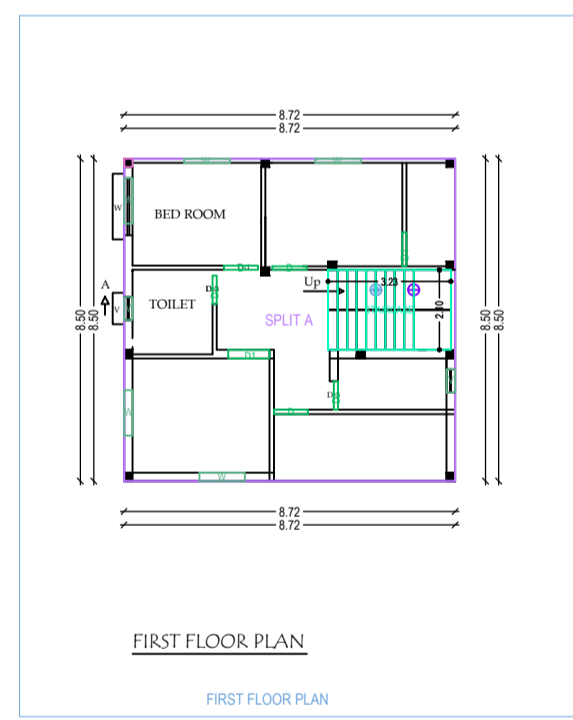 8.72
8.72
W
BED ROOM
D1
D
A
Up
3.23
TOILET
V
SPLIT A
2.10
8.50
8.50
8.50
8.50
D1
W
D
W
8.72
8.72
FIRST FLOOR PLAN
FIRST FLOOR PLAN